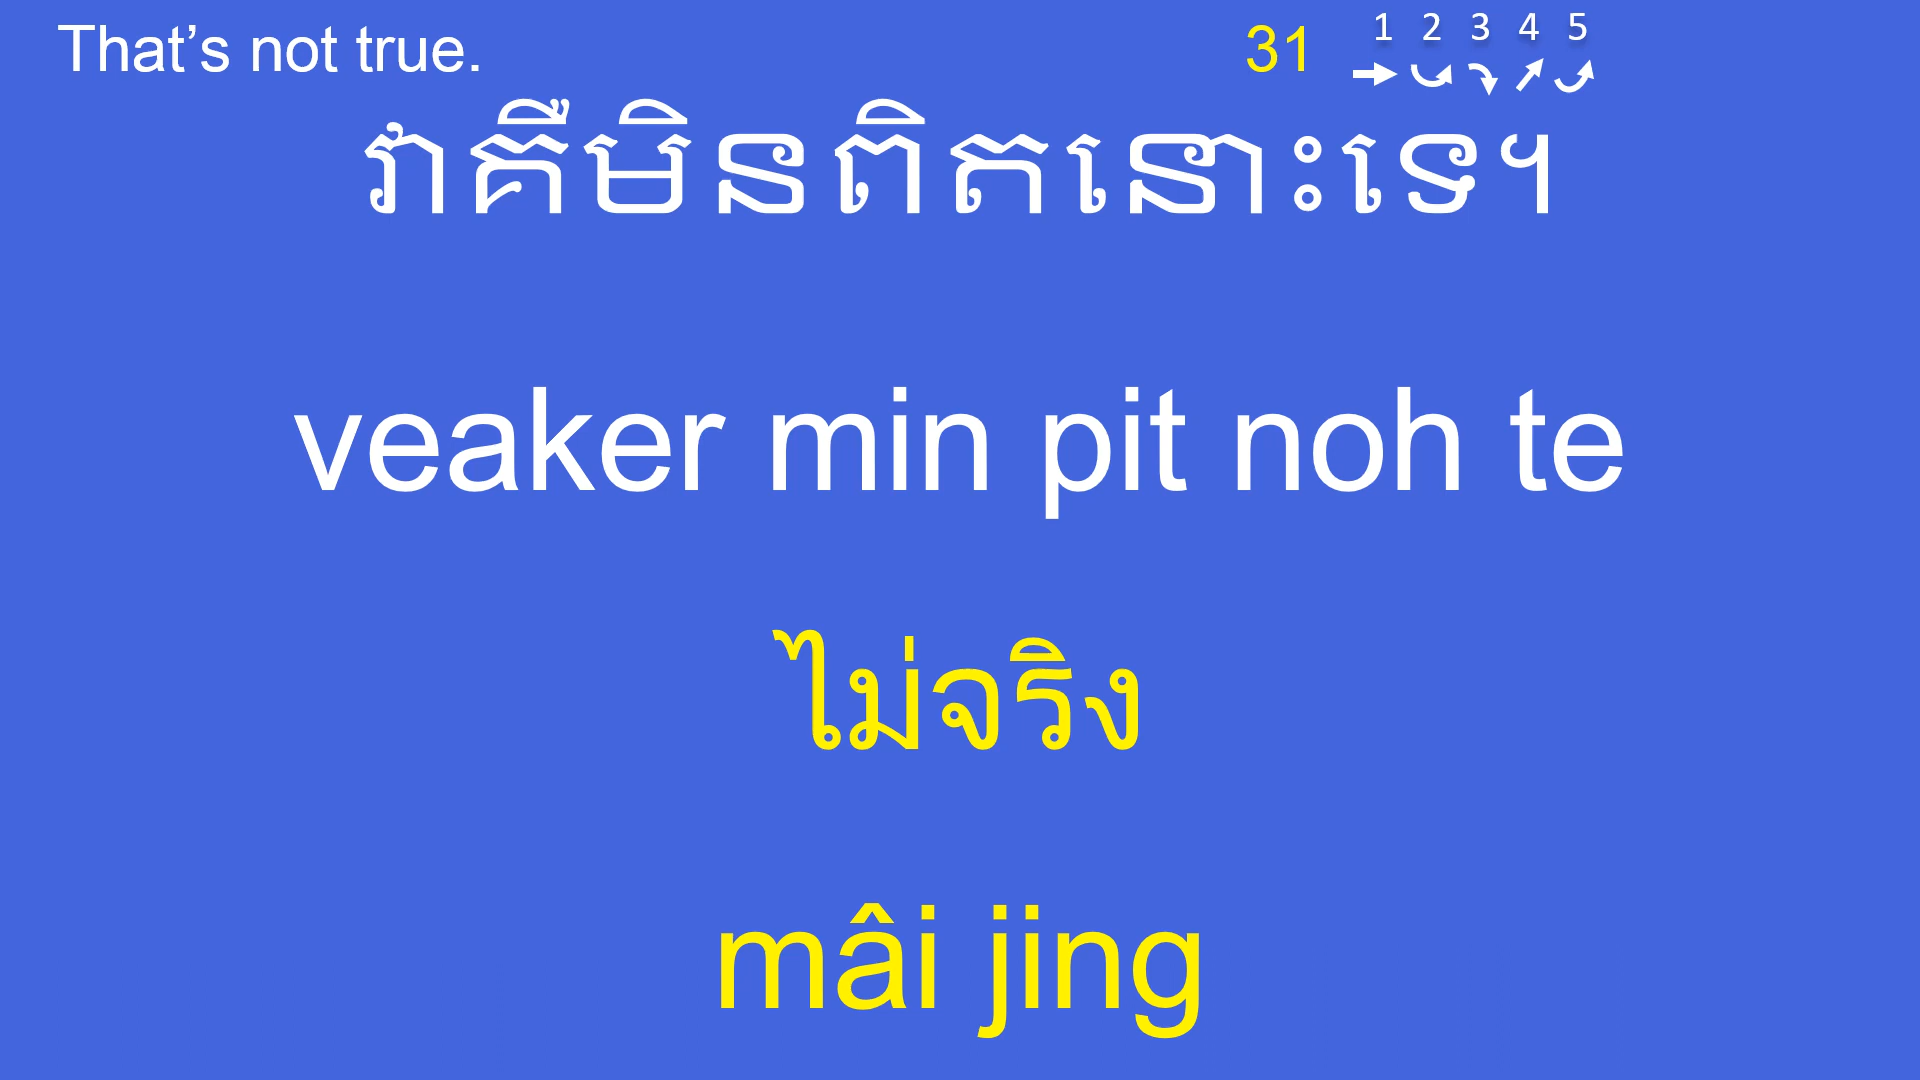 That’s not true.
31 1 2 3 4 5
វាគឺមិនពិតនោះទេ។
veaker min pit noh te
ไม่จริง
mâi jing